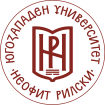 ЮГОЗАПАДЕН УНИВЕРСИТЕТ
• НЕОФИТ РИЛСКИ •